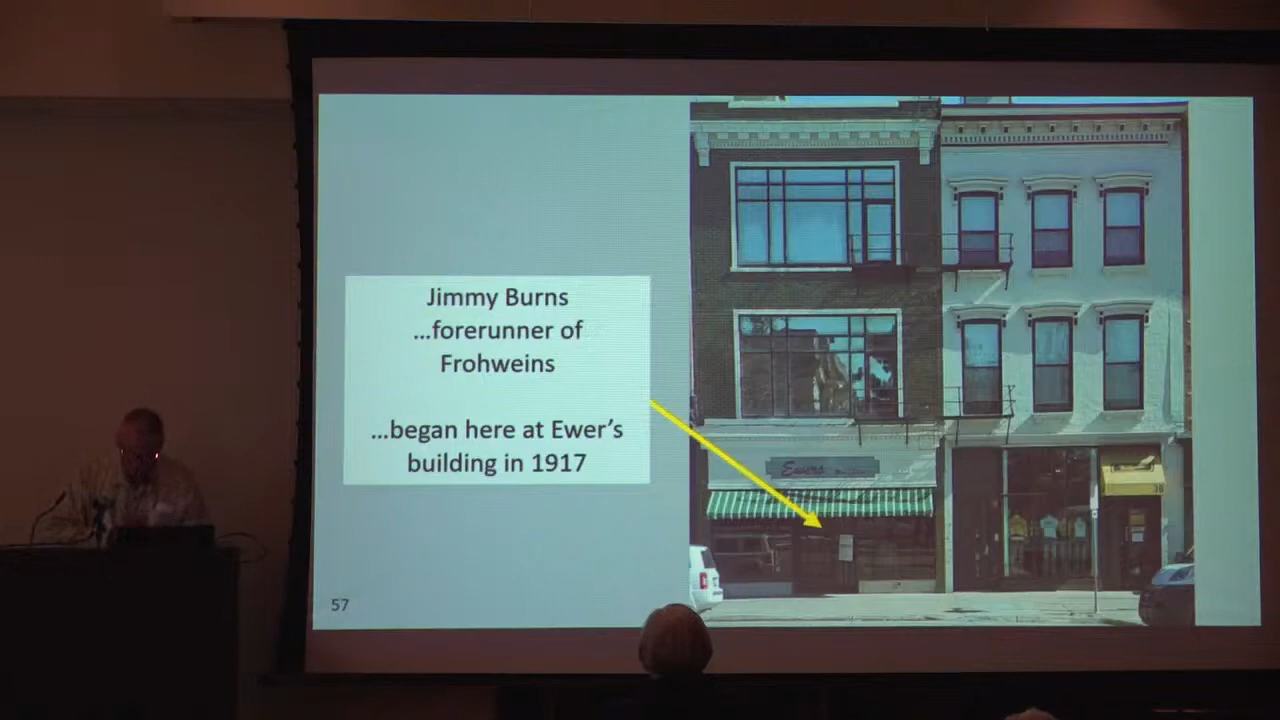 Jimmy Burns
...forerunner of
Frohweins
...began here at Ewer's
building in 1917
Ewers
57